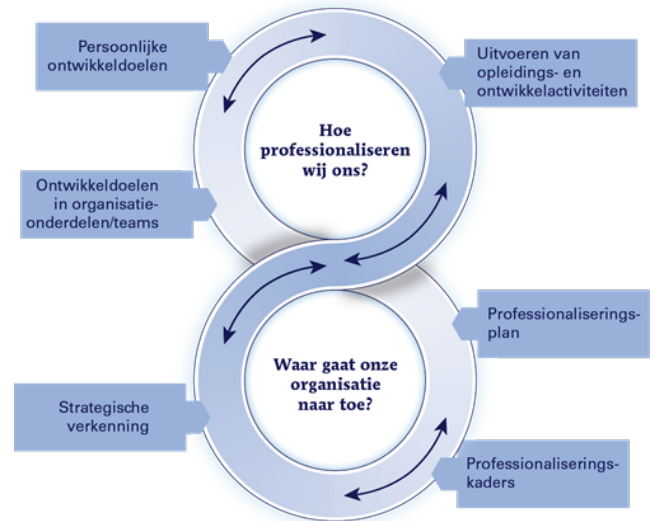 Persoonlijke
ontwikkeldoelen
Uitvoeren van
opleidings- en
ontwikkelactiviteiten
Hoe
professionaliseren
wij ons?
Ontwikkeldoelen
in organisatie-
onderdelen/teams
Professionaliserings-
plan
Waar gaat onze
organisatie
naar toe?
Strategische
verkenning
Professionaliserings-
kaders